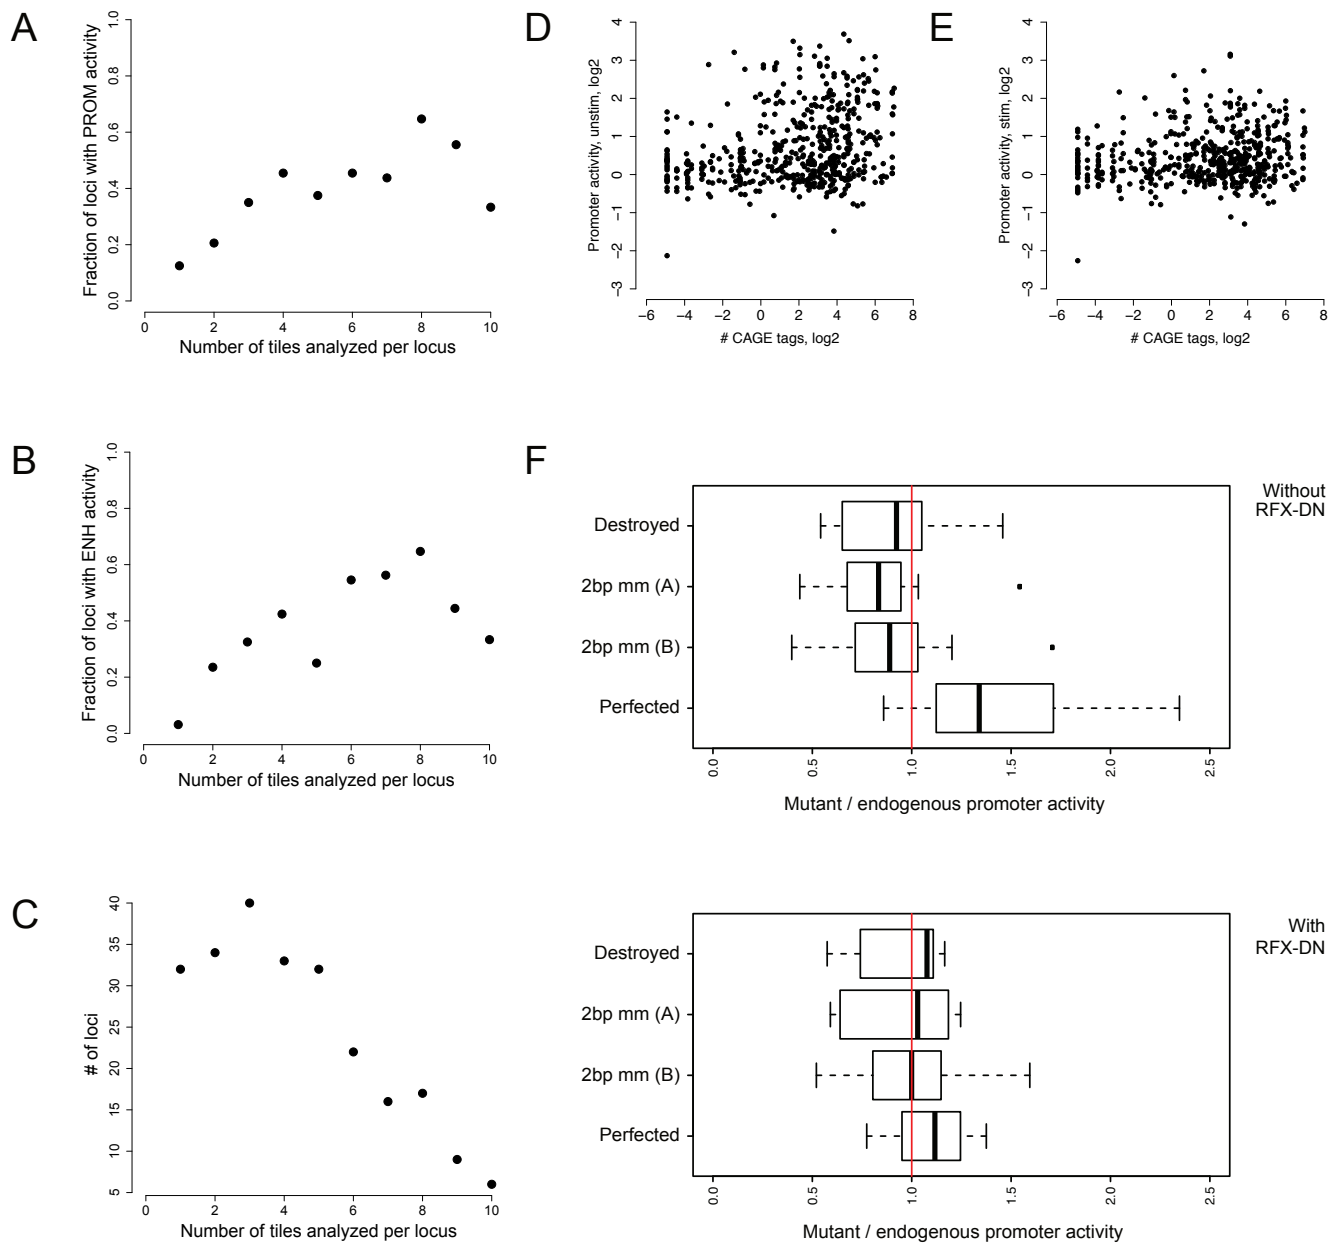 A
Fraction of loci with PROM activity
0.0 0.2 0.4 0.6 0.8 1.0
0 2 4 6 8 10
Number of tiles analyzed per locus
B
Fraction of loci with ENH activity
0.0 0.2 0.4 0.6 0.8 1.0
0 2 4 6 8 10
Number of tiles analyzed per locus
C
# of loci
5 10 15 20 25 30 35 40
0 2 4 6 8 10
Number of tiles analyzed per locus
D
Promoter activity, unstim, log2
−3 −2 −1 0 1 2 3 4
−6 −4 −2 0 2 4 6 8
# CAGE tags, log2
E
Promoter activity, stim, log2
−3 −2 −1 0 1 2 3 4
−6 −4 −2 0 2 4 6 8
# CAGE tags, log2
F
Without
RFX-DN
Destroyed
2bp mm (A)
2bp mm (B)
Perfected
0.0 0.5 1.0 1.5 2.0 2.5
Mutant / endogenous promoter activity
With
RFX-DN
Destroyed
2bp mm (A)
2bp mm (B)
Perfected
0.0 0.5 1.0 1.5 2.0 2.5
Mutant / endogenous promoter activity